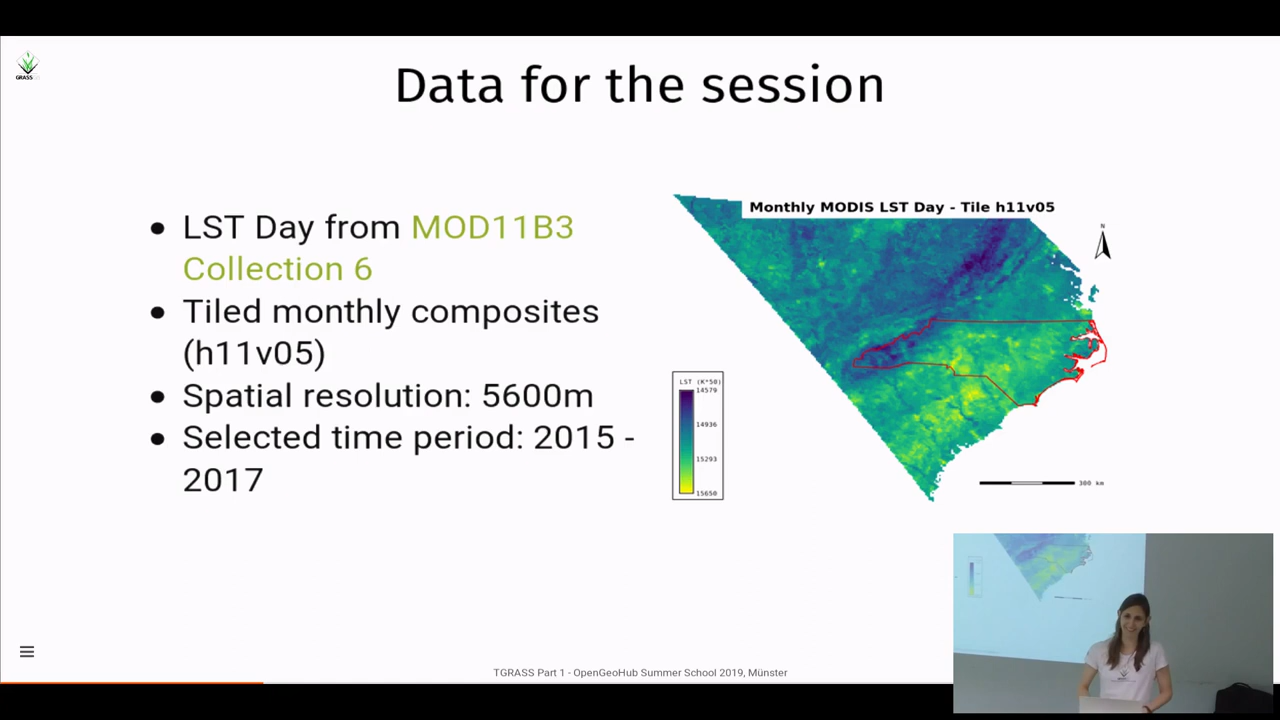 GRASS
Data for the session
• LST Day from MOD11B3
Collection 6
• Tiled monthly composites
(h11v05)
• Spatial resolution: 5600m
• Selected time period: 2015 -
2017
Monthly MODIS LST Day - Tile h11v05
N
LST (K*50)
14579
14936
15293
15650
300 km
TGRASS Part 1 - OpenGeoHub Summer School 2019, Münster